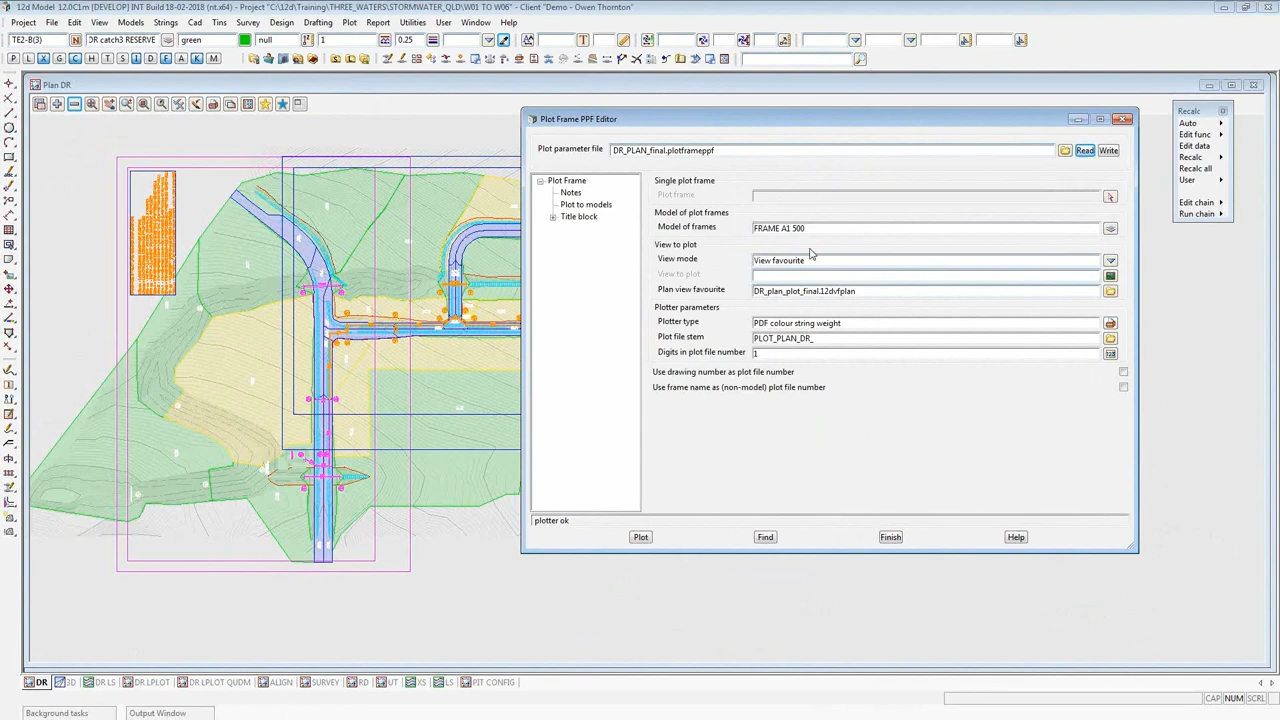 12d Model 12.0C1m [DEVELOP] INT Build 18-02-2018 (nt.x64) - Project "C:\12d\Training\THREE_WATERS\STORMWATER_QLD\W01 TO W06" - Client "Demo - Owen Thornton"
Project File Edit View Models Strings Cad Tins Survey Design Drafting Plot Report Utilities User Window Help
TE2-B(3) DR catch3 RESERVE green null 1 0.25
P L X G C H T S I D F A K M
Plan DR
Plot Frame PPF Editor
Plot parameter file DR_PLAN_final.plotframeppf Read Write
Plot Frame
Notes
Plot to models
Title block
Single plot frame
Plot frame
Model of plot frames
Model of frames FRAME A1 500
View to plot
View mode View favourite
View to plot
Plan view favourite DR_plan_plot_final.12dvfplan
Plotter parameters
Plotter type PDF colour string weight
Plot file stem PLOT_PLAN_DR_
Digits in plot file number 1
Use drawing number as plot file number
Use frame name as (non-model) plot file number
plotter ok
Plot Find Finish Help
Recalc
Auto
Edit func
Edit data
Recalc
Recalc all
User
Edit chain
Run chain
DR 3D DR LS DR LPLOT DR LPLOT QUDM ALIGN SURVEY RD UT XS LS PIT CONFIG
CAP NUM SCRL
Background tasks Output Window